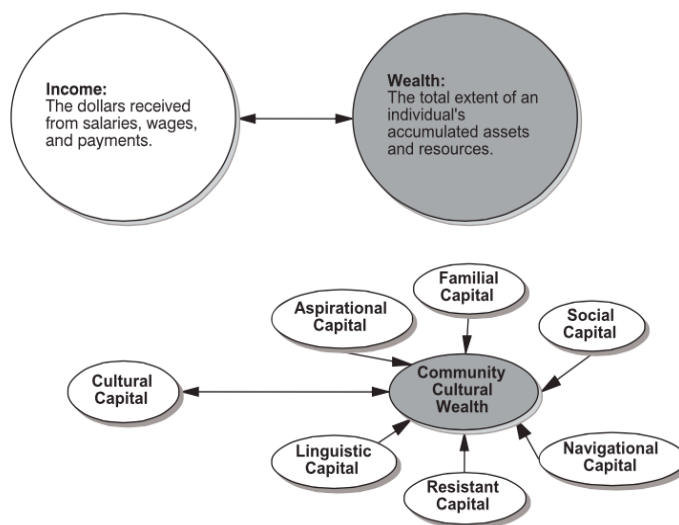 Income:
The dollars received
from salaries, wages,
and payments.
Wealth:
The total extent of an
individual's
accumulated assets
and resources.
Familial
Capital
Aspirational
Capital
Social
Capital
Cultural
Capital
Community
Cultural
Wealth
Linguistic
Capital
Resistant
Capital
Navigational
Capital